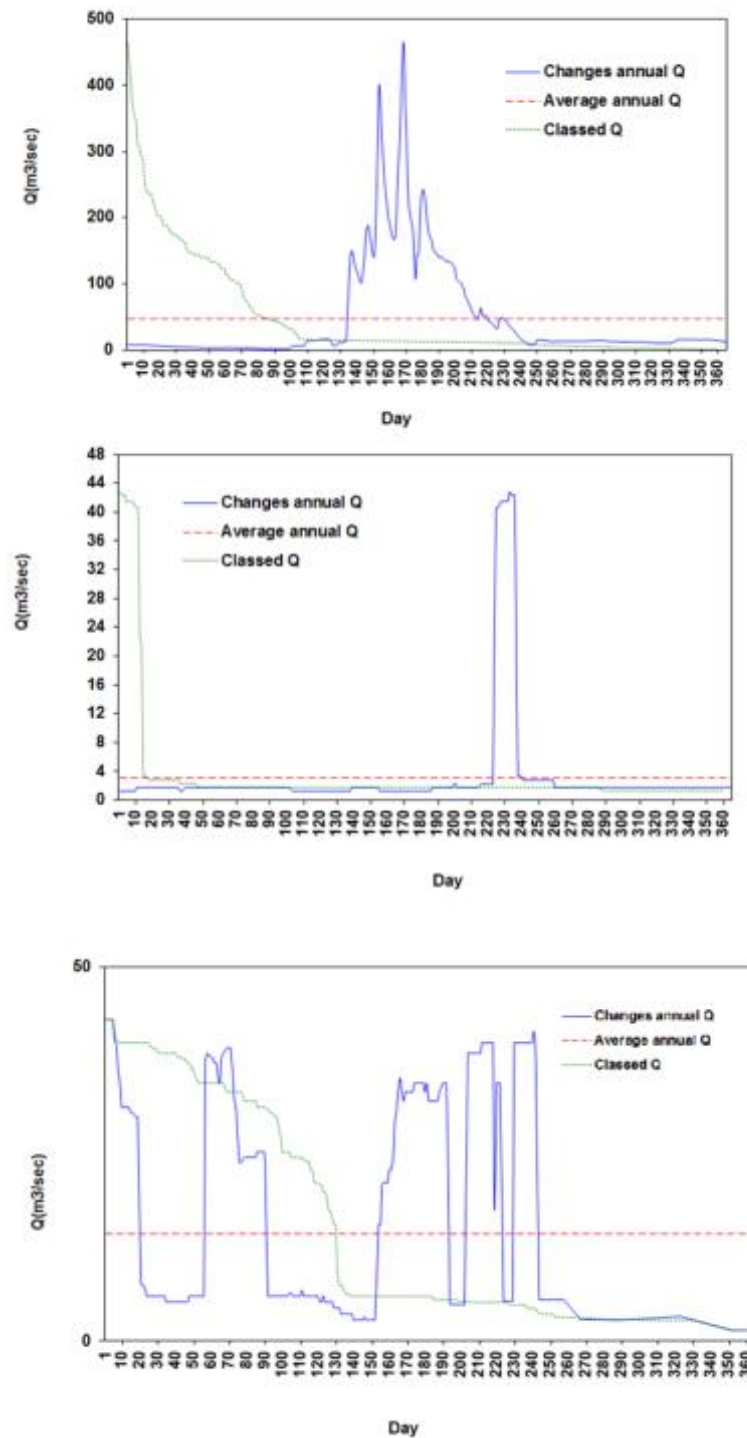 500
400
300
200
100
0
Q(m3/sec)
Changes annual Q
Average annual Q
Classed Q
1 10 20 30 40 50 60 70 80 90 100 110 120 130 140 150 160 170 180 190 200 210 220 230 240 250 260 270 280 290 300 310 320 330 340 350 360
Day
48
44
40
36
32
28
24
20
16
12
8
4
0
Q(m3/sec)
Changes annual Q
Average annual Q
Classed Q
1 10 20 30 40 50 60 70 80 90 100 110 120 130 140 150 160 170 180 190 200 210 220 230 240 250 260 270 280 290 300 310 320 330 340 350 360
Day
50
0
Q(m3/sec)
Changes annual Q
Average annual Q
Classed Q
1 10 20 30 40 50 60 70 80 90 100 110 120 130 140 150 160 170 180 190 200 210 220 230 240 250 260 270 280 290 300 310 320 330 340 350 360
Day